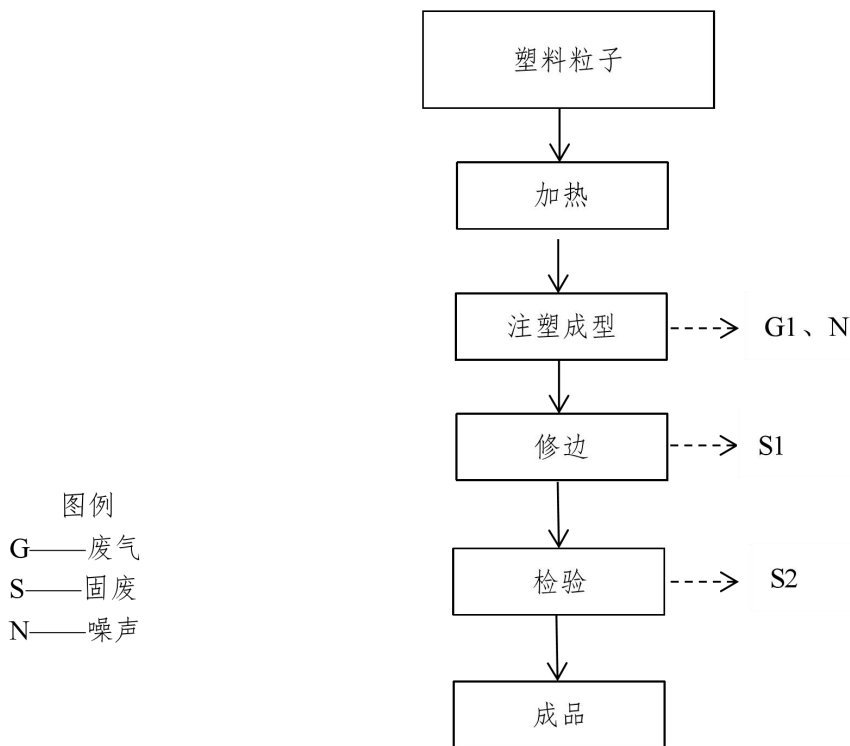 塑料粒子
加热
注塑成型
G1、N
修边
S1
图例
G——废气
S——固废
N——噪声
检验
S2
成品